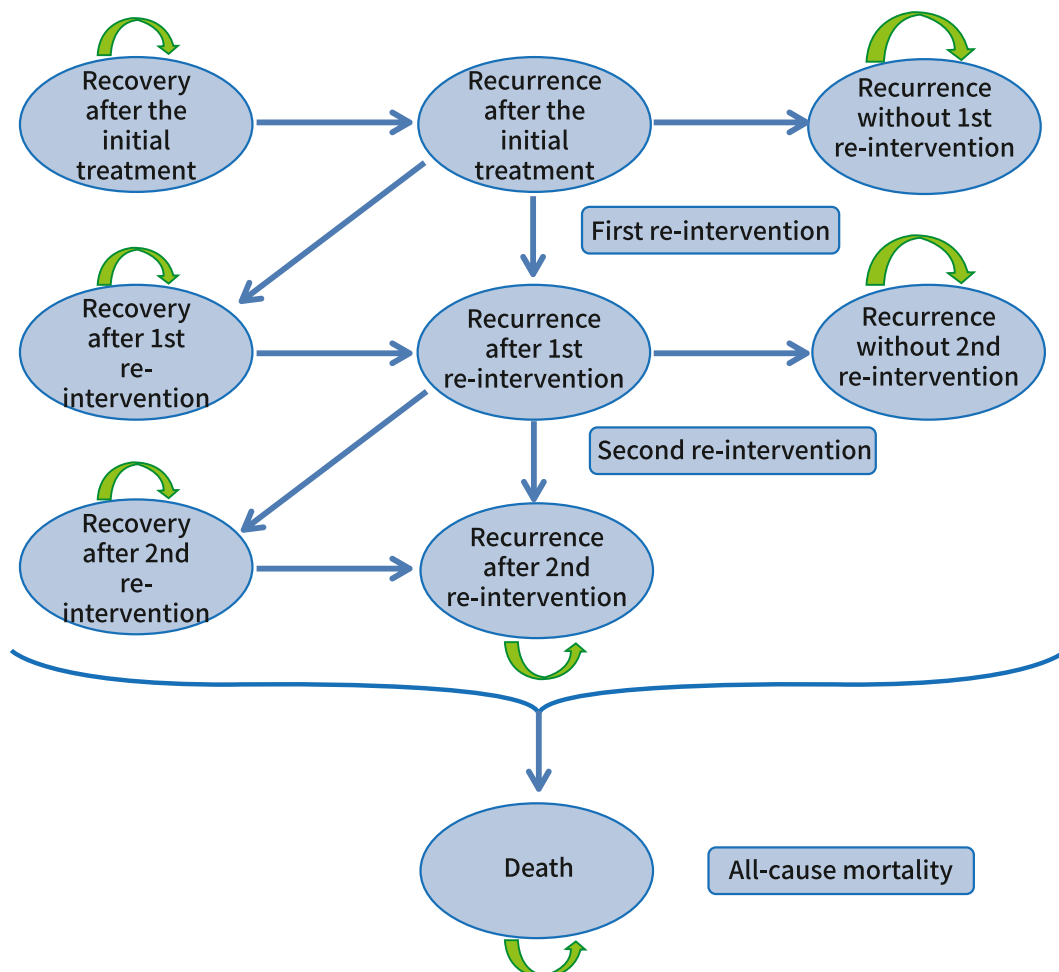 Recovery
after the
initial
treatment
Recurrence
after the
initial
treatment
Recurrence
without 1st
re-intervention
First re-intervention
Recovery
after 1st
re-
intervention
Recurrence
after 1st
re-intervention
Recurrence
without 2nd
re-intervention
Second re-intervention
Recovery
after 2nd
re-
intervention
Recurrence
after 2nd
re-intervention
Death
All-cause mortality